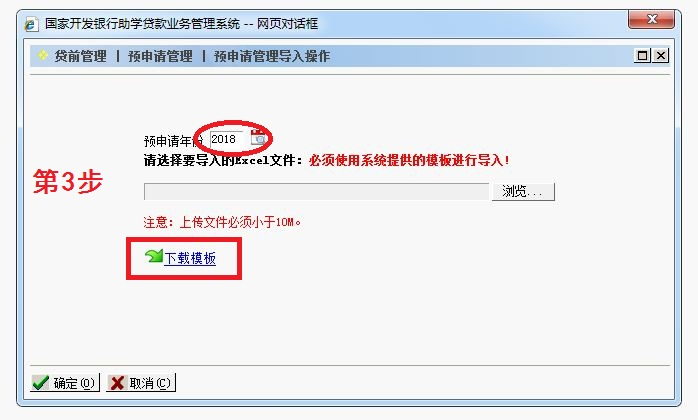 国家开发银行助学贷款业务管理系统 -- 网页对话框
贷前管理 | 预申请管理 | 预申请管理导入操作
预申请年份 2018
请选择要导入的Excel文件：必须使用系统提供的模板进行导入！
第3步
浏览...
注意：上传文件必须小于10M。
下载模板
确定(O) 取消(C)